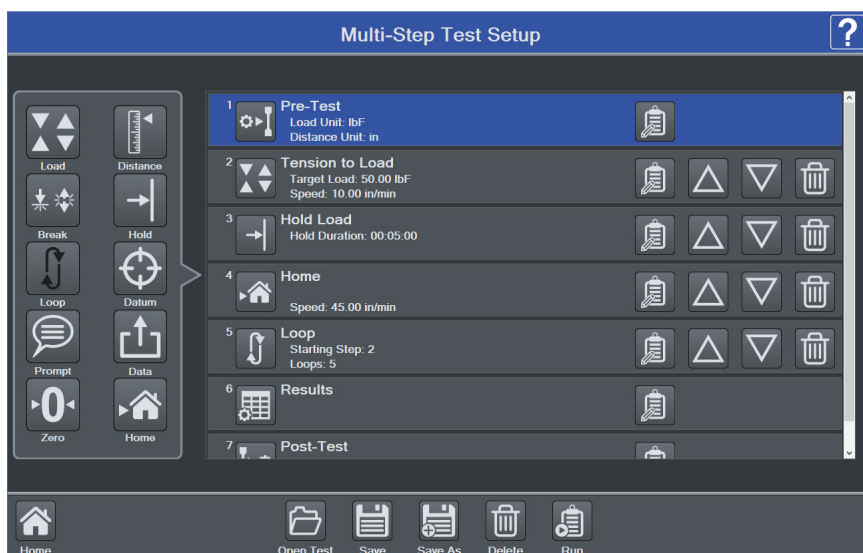 Multi-Step Test Setup
?
Load
Distance
Break
Hold
Loop
Datum
Prompt
Data
0
Zero
Home
1 Pre-Test
Load Unit: lbF
Distance Unit: in
2 Tension to Load
Target Load: 50.00 lbF
Speed: 10.00 in/min
3 Hold Load
Hold Duration: 00:05:00
4 Home
Speed: 45.00 in/min
5 Loop
Starting Step: 2
Loops: 5
6 Results
7 Post-Test
Home
Open Test
Save
Save As
Delete
Run